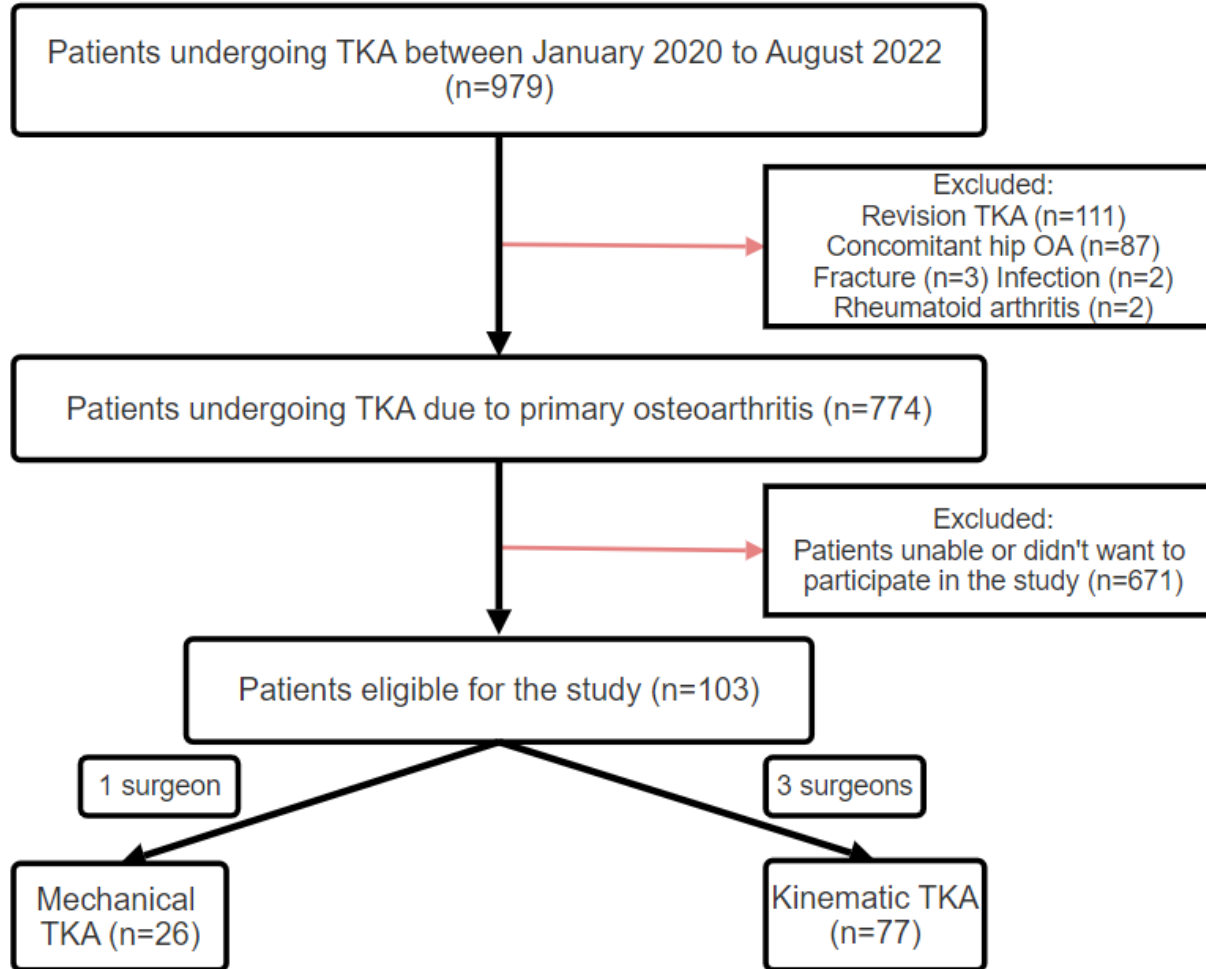 Patients undergoing TKA between January 2020 to August 2022
(n=979)
Excluded:
Revision TKA (n=111)
Concomitant hip OA (n=87)
Fracture (n=3) Infection (n=2)
Rheumatoid arthritis (n=2)
Patients undergoing TKA due to primary osteoarthritis (n=774)
Excluded:
Patients unable or didn't want to
participate in the study (n=671)
Patients eligible for the study (n=103)
1 surgeon
3 surgeons
Mechanical
TKA (n=26)
Kinematic TKA
(n=77)